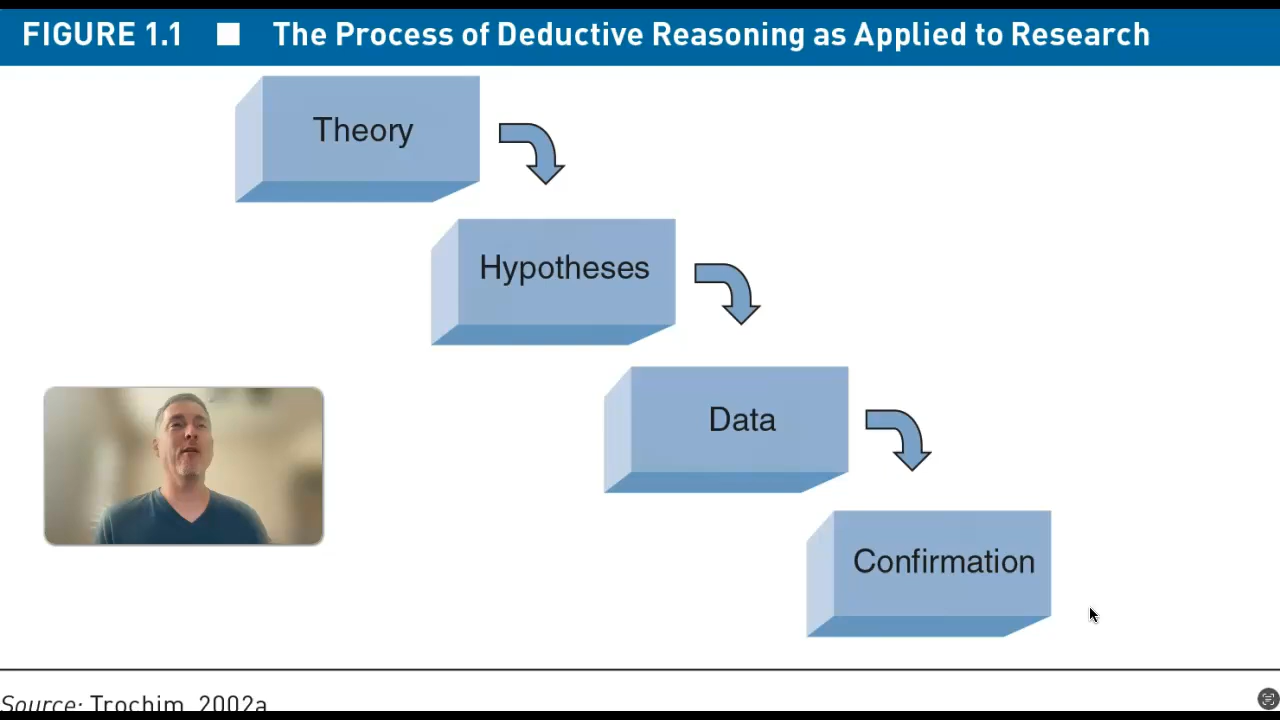 FIGURE 1.1 ■ The Process of Deductive Reasoning as Applied to Research
Theory
Hypotheses
Data
Confirmation
Source: Trochim, 2002a